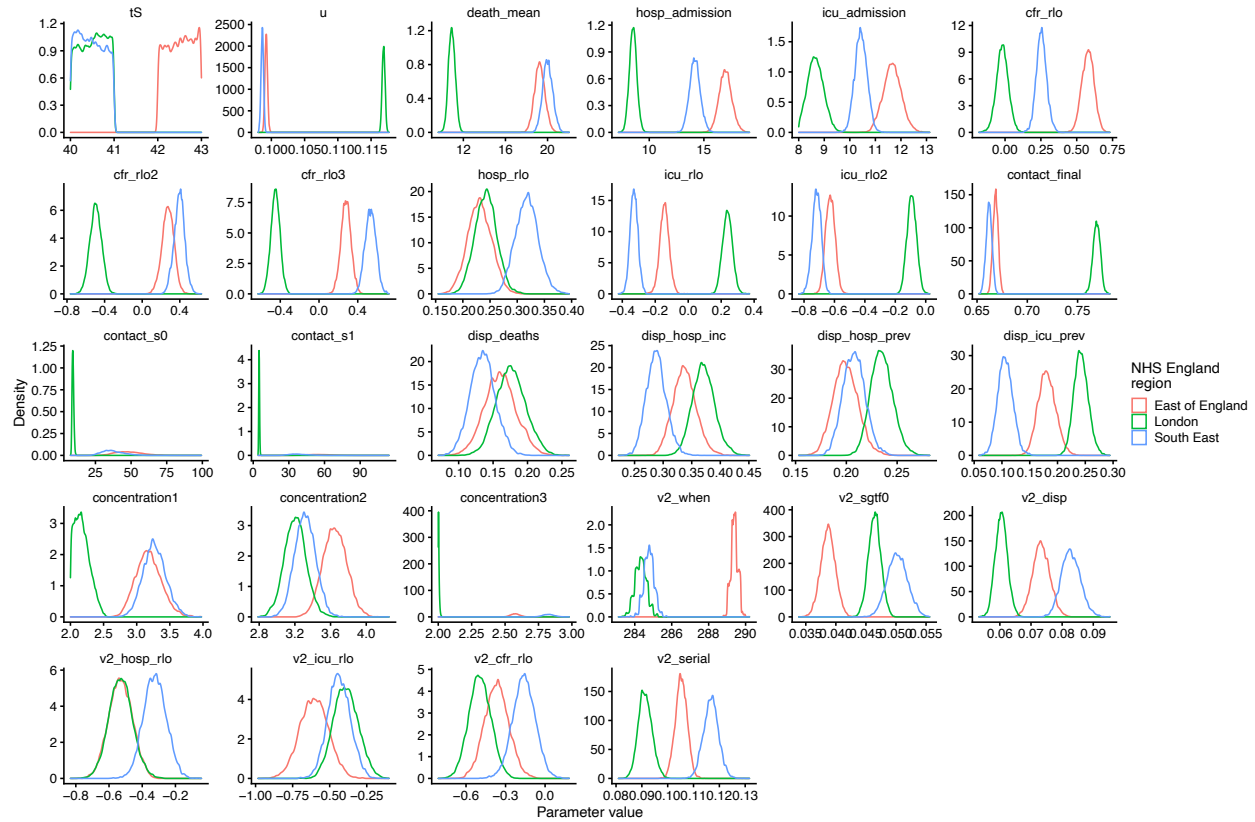 tS u death_mean hosp_admission icu_admission cfr_rlo
1.2 0.9 0.6 0.3 0.0 2500 2000 1500 1000 500 0 1.2 0.8 0.4 0.0 1.2 0.8 0.4 0.0 1.5 1.0 0.5 0.0 12 9 6 3 0
40 41 42 43 0.1000.1050.1100.115 12 16 20 10 15 8 9 10 11 12 13 0.00 0.25 0.50 0.75
cfr_rlo2 cfr_rlo3 hosp_rlo icu_rlo icu_rlo2 contact_final
6 4 2 0 7.5 5.0 2.5 0.0 20 15 10 5 0 15 10 5 0 15 10 5 0 150 100 50 0
−0.8 −0.4 0.0 0.4 −0.4 0.0 0.4 0.15 0.20 0.25 0.30 0.35 0.40 −0.4 −0.2 0.0 0.2 0.4 −0.8 −0.6 −0.4 −0.2 0.0 0.65 0.70 0.75
contact_s0 contact_s1 disp_deaths disp_hosp_inc disp_hosp_prev disp_icu_prev
1.25 1.00 0.75 0.50 0.25 0.00 4 3 2 1 0 20 15 10 5 0 25 20 15 10 5 0 30 20 10 0 30 20 10 0
25 50 75 100 0 30 60 90 0.10 0.15 0.20 0.25 0.25 0.30 0.35 0.40 0.45 0.15 0.20 0.25 0.05 0.10 0.15 0.20 0.25 0.30
Density
NHS England
region
East of England
London
South East
concentration1 concentration2 concentration3 v2_when v2_sgtf0 v2_disp
3 2 1 0 3 2 1 0 400 300 200 100 0 2.0 1.5 1.0 0.5 0.0 400 300 200 100 0 200 150 100 50 0
2.0 2.5 3.0 3.5 4.0 2.8 3.2 3.6 4.0 2.00 2.25 2.50 2.75 3.00 284 286 288 290 0.035 0.040 0.045 0.050 0.055 0.06 0.07 0.08 0.09
v2_hosp_rlo v2_icu_rlo v2_cfr_rlo v2_serial
6 4 2 0 6 4 2 0 5 4 3 2 1 0 150 100 50 0
−0.8 −0.6 −0.4 −0.2 −1.00 −0.75 −0.50 −0.25 −0.6 −0.3 0.0 0.08 0.09 0.10 0.11 0.12 0.13
Parameter value